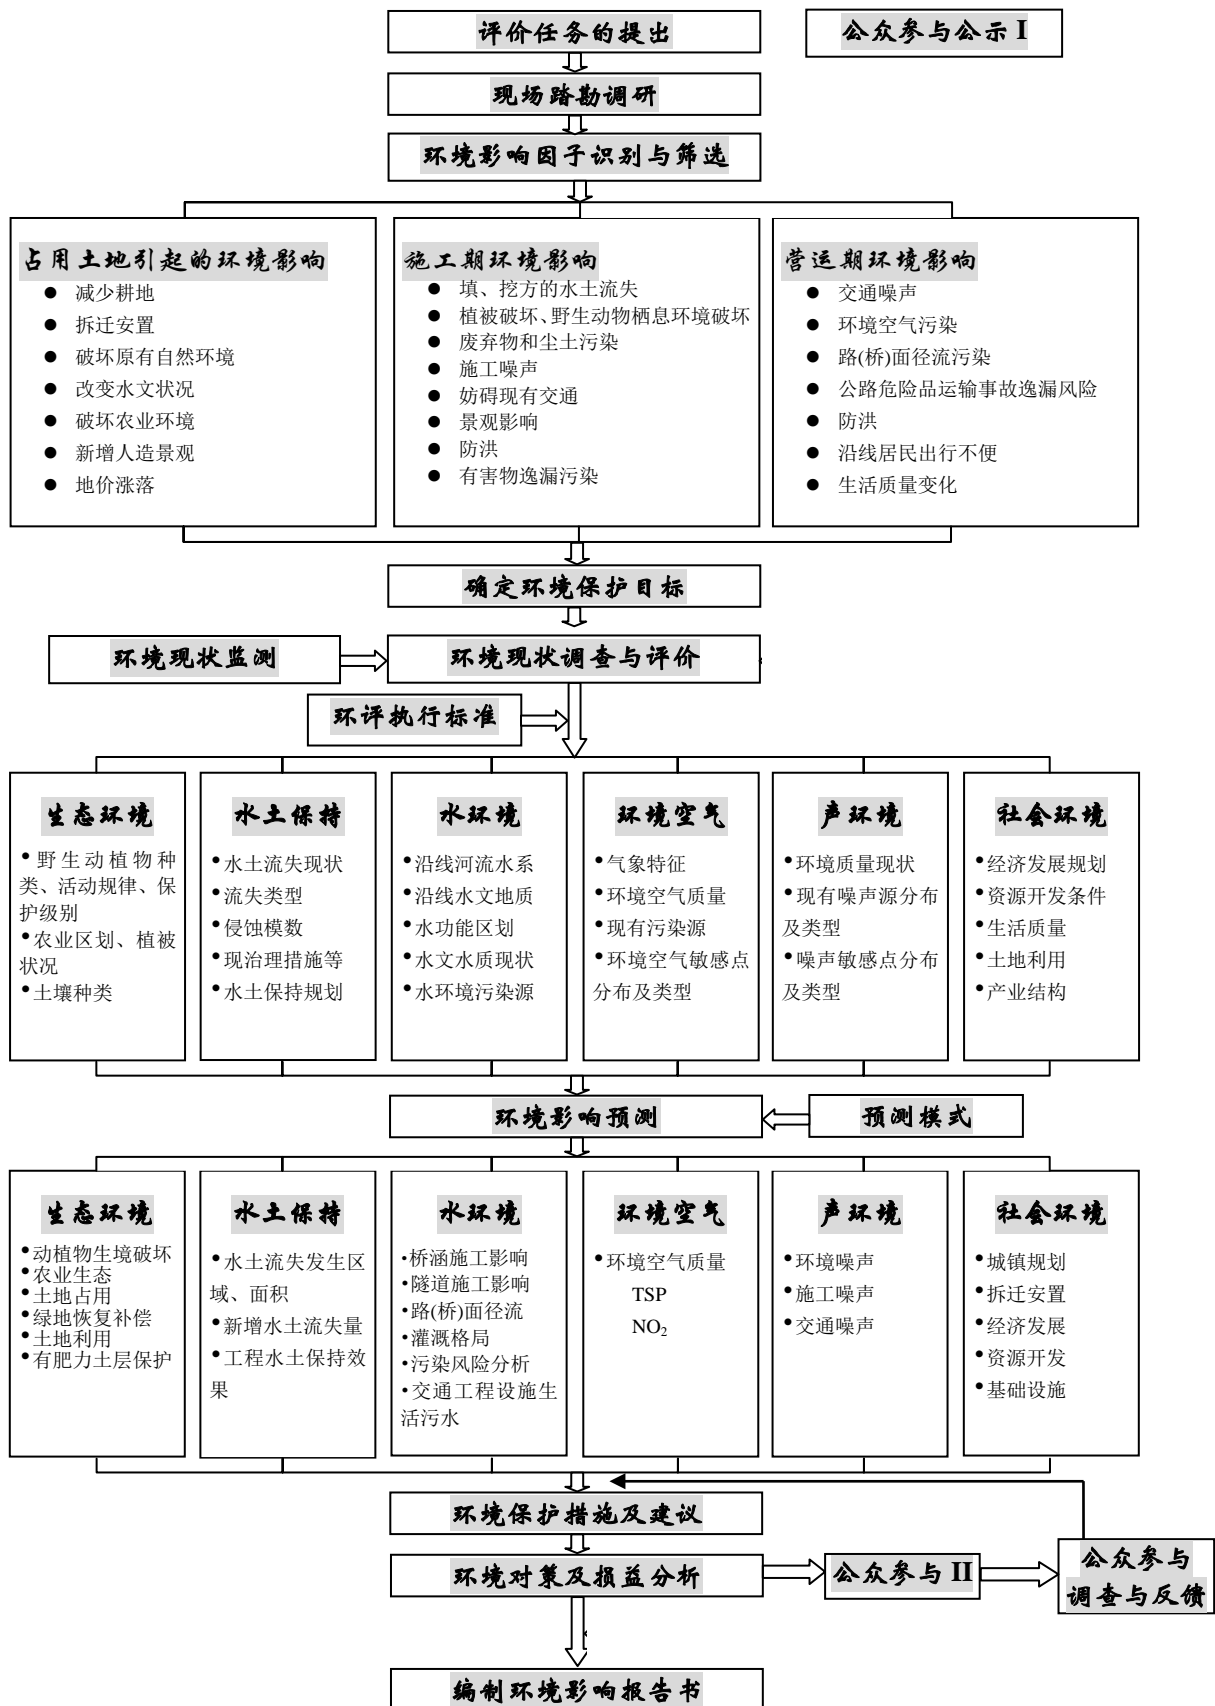 评价任务的提出
公众参与公示 I
现场踏勘调研
环境影响因子识别与筛选
占用土地引起的环境影响
● 减少耕地
● 拆迁安置
● 破坏原有自然环境
● 改变水文状况
● 破坏农业环境
● 新增人造景观
● 地价涨落
施工期环境影响
● 填、挖方的水土流失
● 植被破坏、野生动物栖息环境破坏
● 废弃物和尘土污染
● 施工噪声
● 妨碍现有交通
● 景观影响
● 防洪
● 有害物逸漏污染
营运期环境影响
● 交通噪声
● 环境空气污染
● 路(桥)面径流污染
● 公路危险品运输事故逸漏风险
● 防洪
● 沿线居民出行不便
● 生活质量变化
确定环境保护目标
环境现状监测
环境现状调查与评价
环评执行标准
生态环境
•野生动植物种
类、活动规律、保
护级别
•农业区划、植被
状况
•土壤种类
水土保持
•水土流失现状
•流失类型
•侵蚀模数
•现治理措施等
•水土保持规划
水环境
•沿线河流水系
•沿线水文地质
•水功能区划
•水文水质现状
•水环境污染源
环境空气
•气象特征
•环境空气质量
•现有污染源
•环境空气敏感点
分布及类型
声环境
•环境质量现状
•现有噪声源分布
及类型
•噪声敏感点分布
及类型
社会环境
•经济发展规划
•资源开发条件
•生活质量
•土地利用
•产业结构
环境影响预测
预测模式
生态环境
•动植物生境破坏
•农业生态
•土地占用
•绿地恢复补偿
•土地利用
•有肥力土层保护
水土保持
•水土流失发生区
域、面积
•新增水土流失量
•工程水土保持效
果
水环境
•桥涵施工影响
•隧道施工影响
•路(桥)面径流
•灌溉格局
•污染风险分析
•交通工程设施生
活污水
环境空气
•环境空气质量
TSP
NO₂
声环境
•环境噪声
•施工噪声
•交通噪声
社会环境
•城镇规划
•拆迁安置
•经济发展
•资源开发
•基础设施
环境保护措施及建议
环境对策及损益分析
公众参与 II
公众参与
调查与反馈
编制环境影响报告书